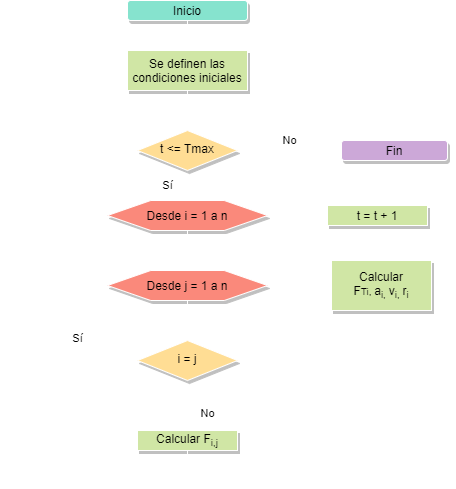 Inicio
Se definen las
condiciones iniciales
t <= Tmax
No
Fin
Sí
Desde i = 1 a n
t = t + 1
Desde j = 1 a n
Calcular
FTi, ai, vi, ri
Sí
i = j
No
Calcular Fi,j